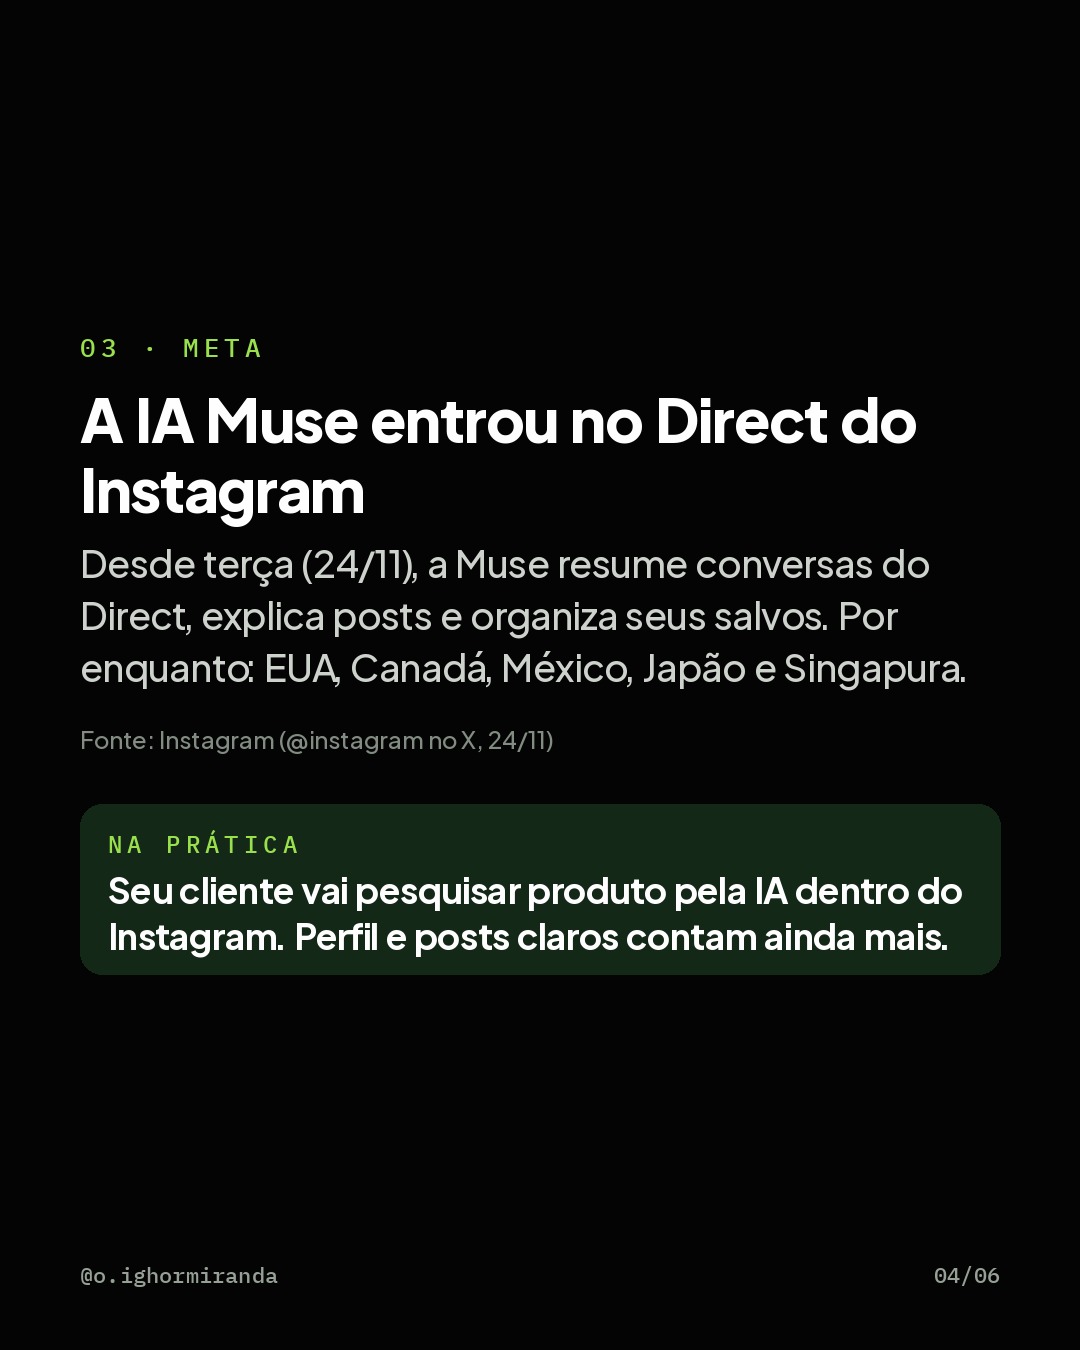 03 · META
A IA Muse entrou no Direct do
Instagram
Desde terça (24/11), a Muse resume conversas do
Direct, explica posts e organiza seus salvos. Por
enquanto: EUA, Canadá, México, Japão e Singapura.
Fonte: Instagram (@instagram no X, 24/11)
NA PRÁTICA
Seu cliente vai pesquisar produto pela IA dentro do
Instagram. Perfil e posts claros contam ainda mais.
@o.ighormiranda
04/06